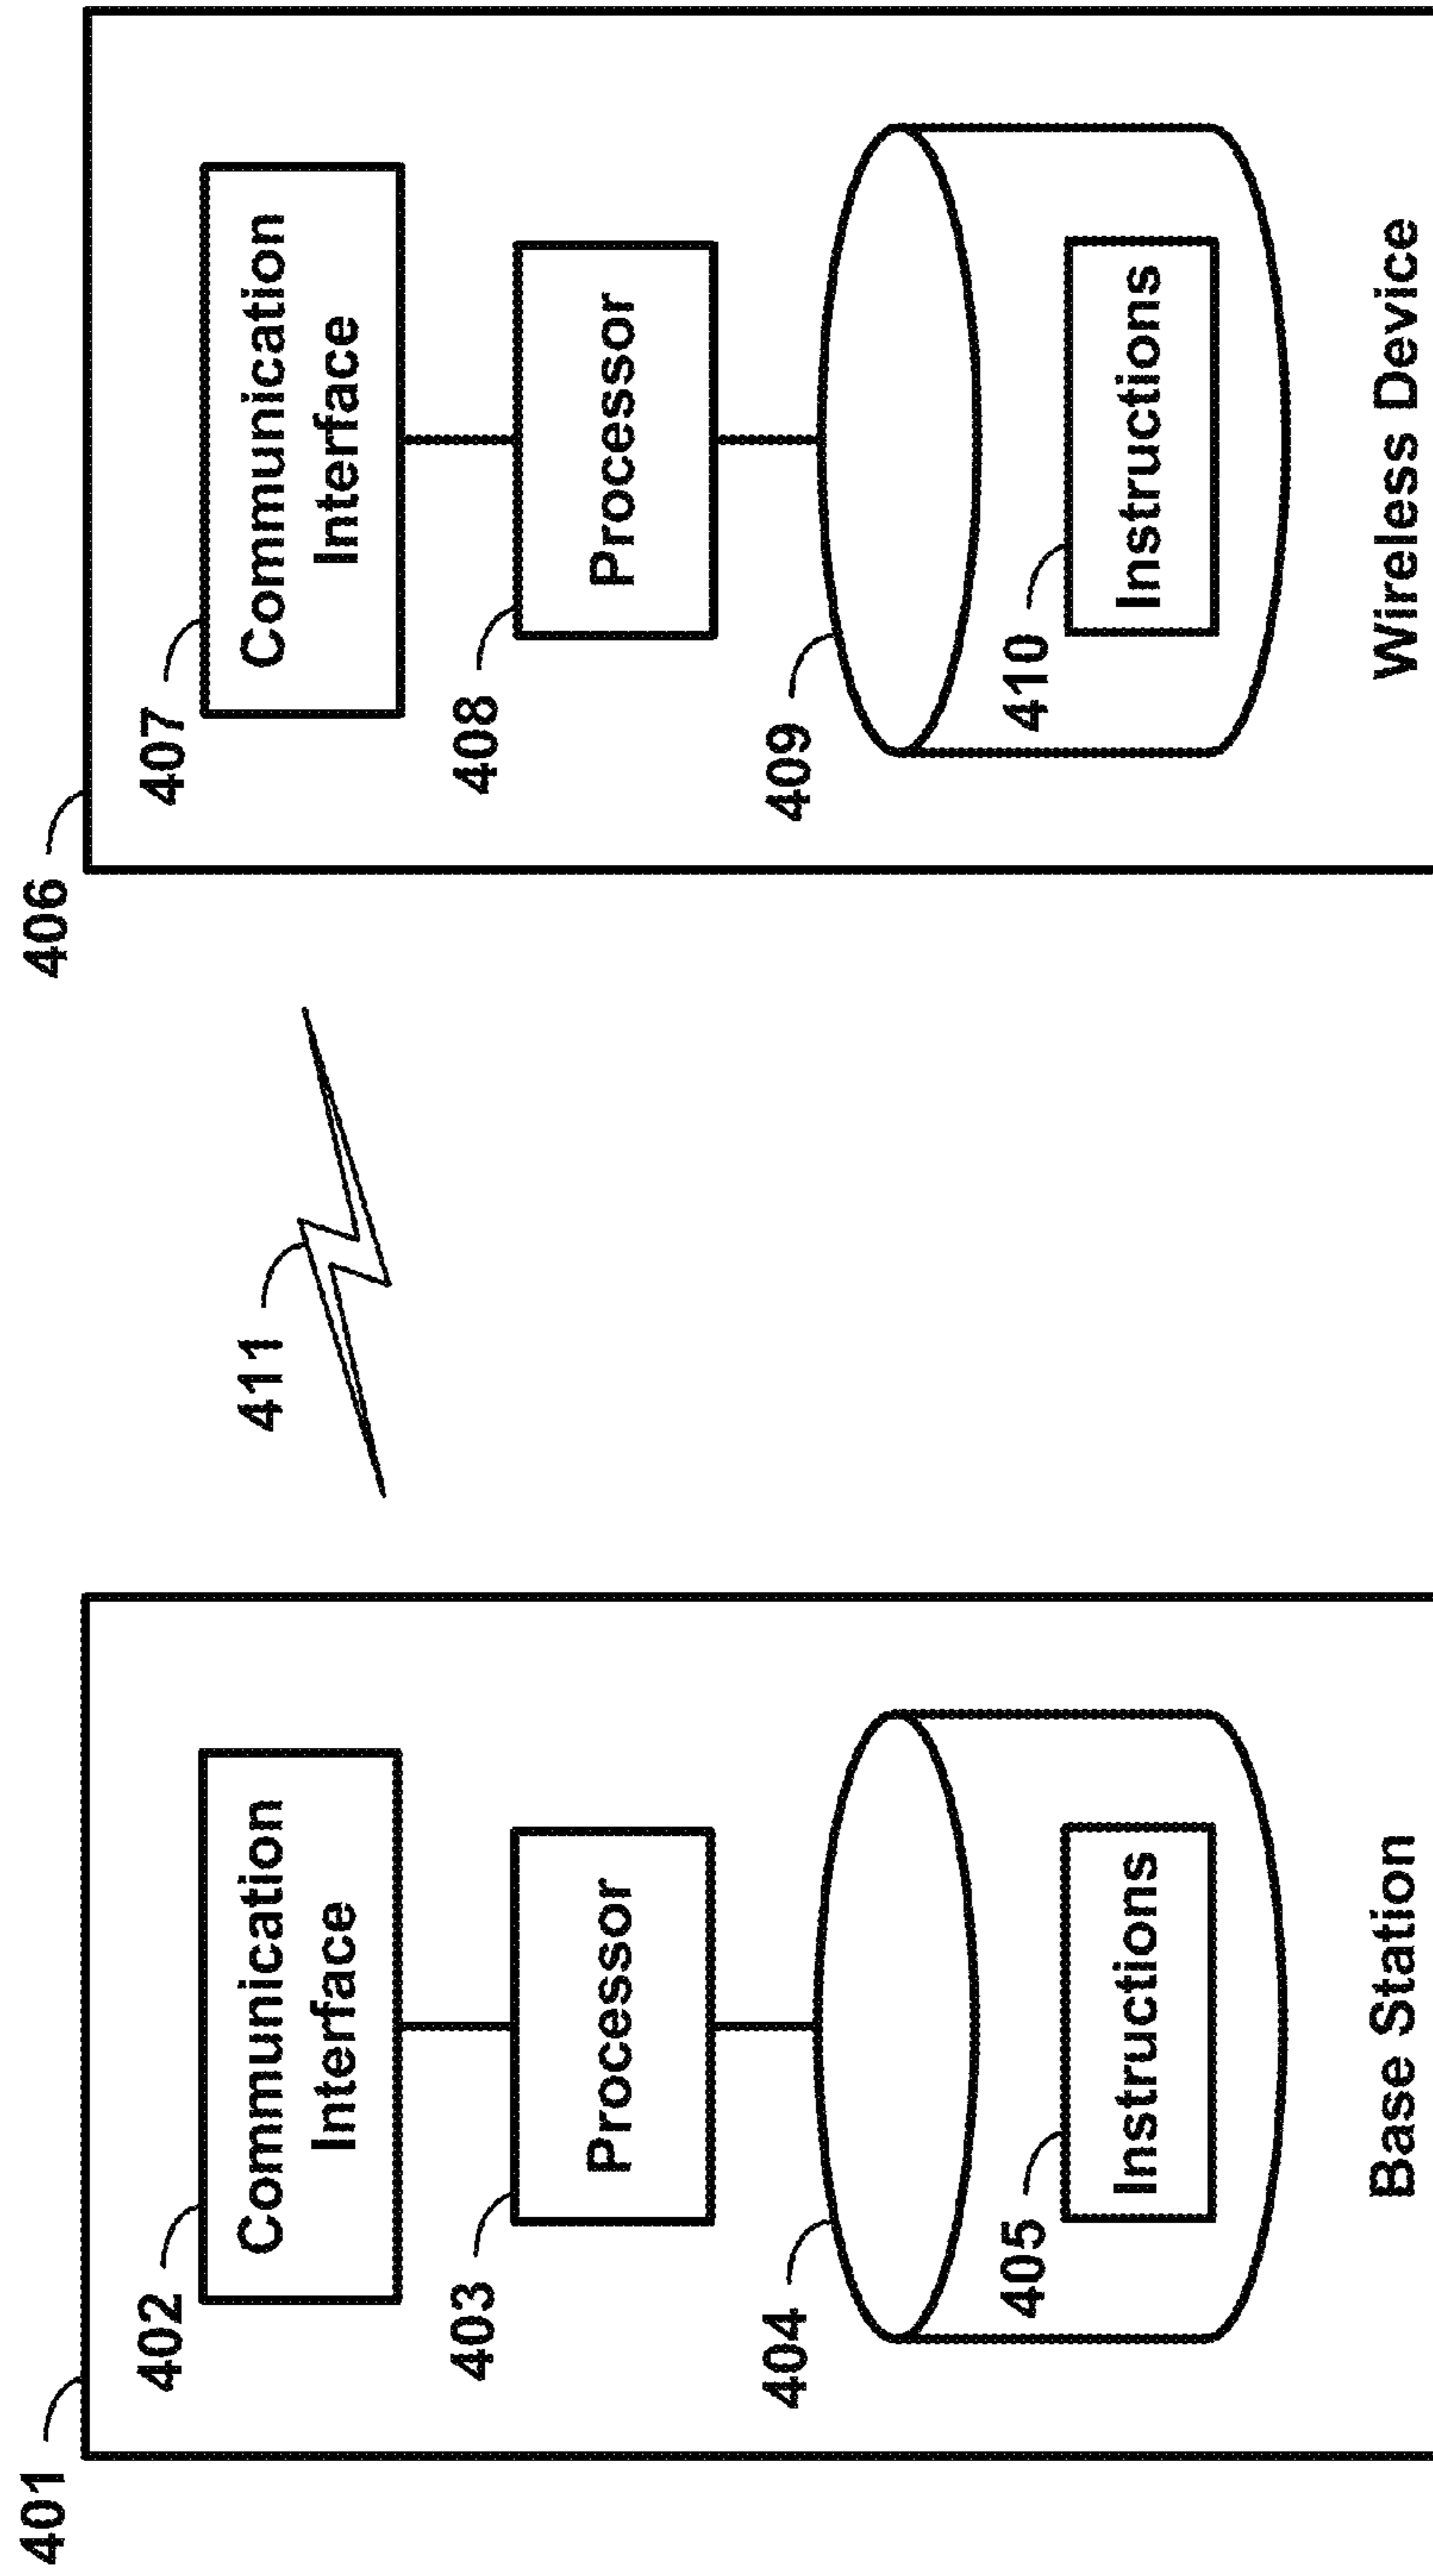 401
402
Communication
Interface
403
Processor
404
405
Instructions
Base Station
411
406
407
Communication
Interface
408
Processor
409
410
Instructions
Wireless Device